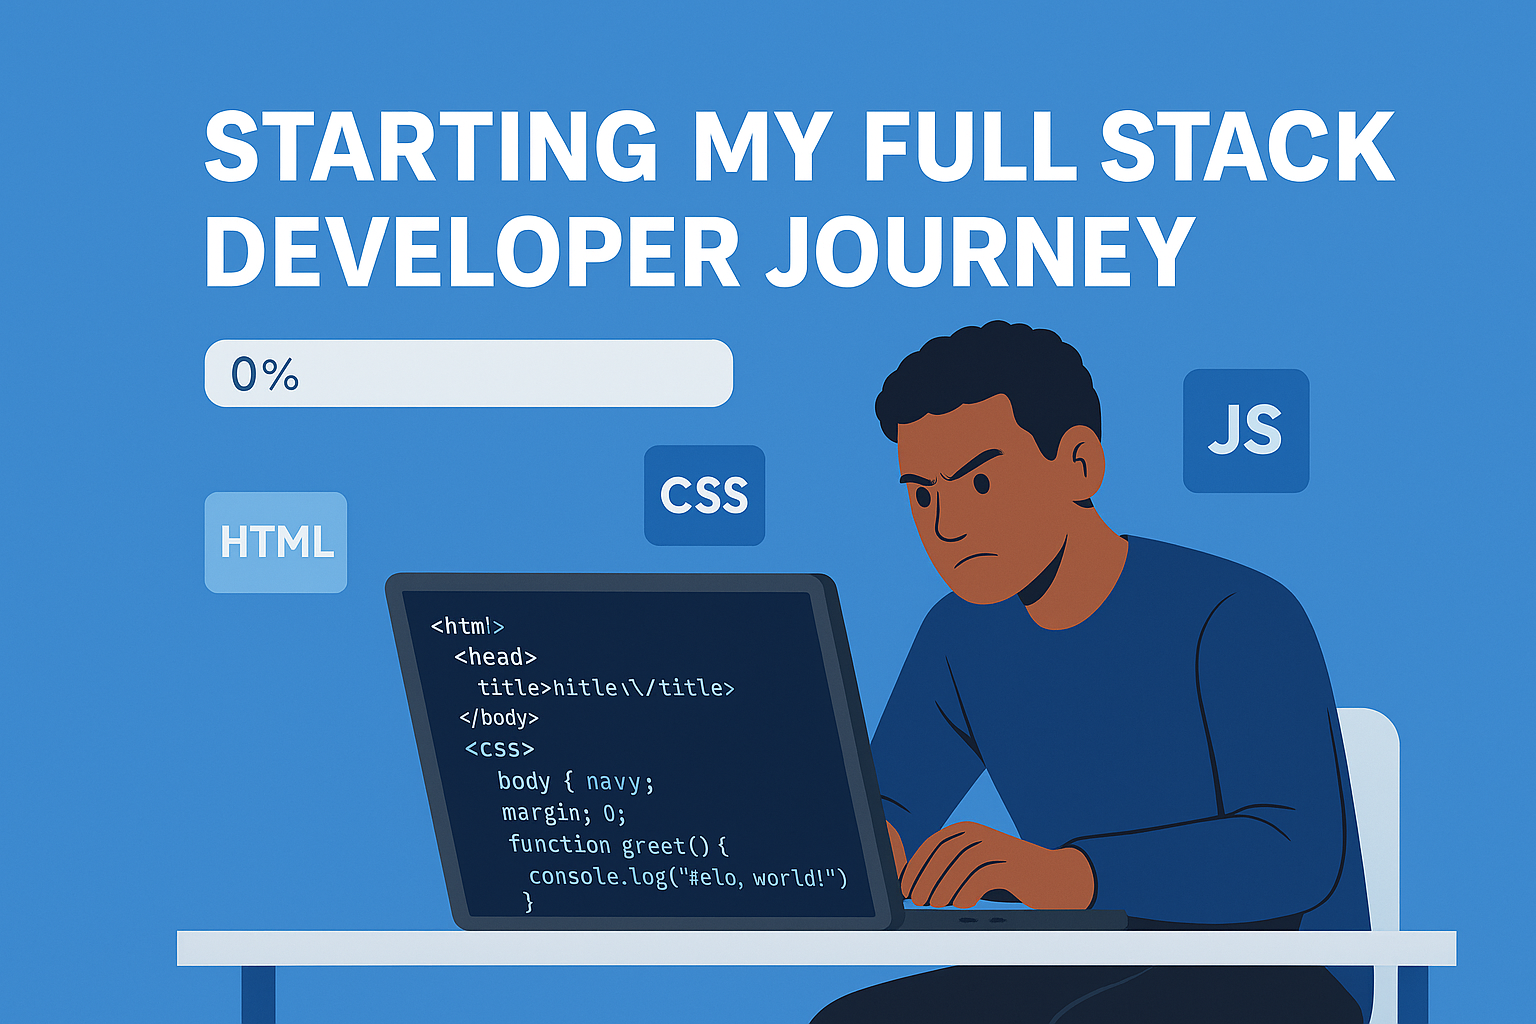 STARTING MY FULL STACK
DEVELOPER JOURNEY
0%
HTML
CSS
JS
<html>
<head>
title>hitle\\/title>
</body>
<css>
body { navy;
margin; 0;
function greet() {
console.log("#elo, world!")
}